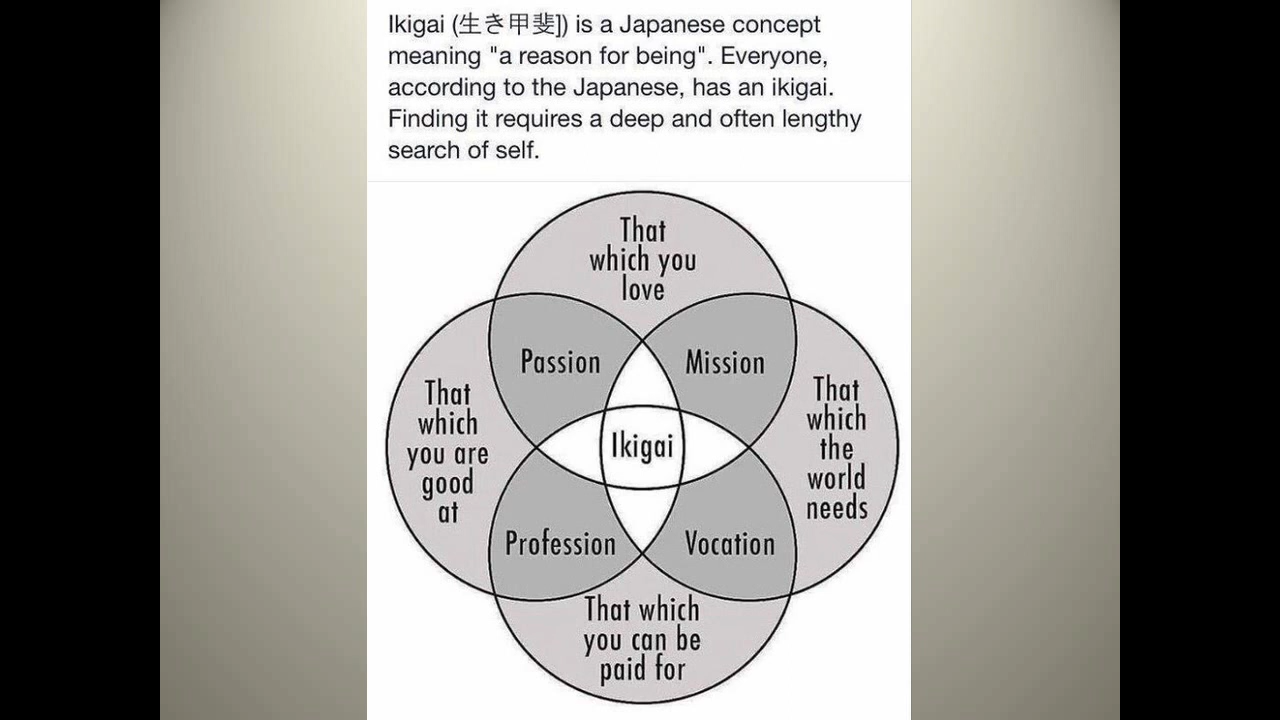 Ikigai (生き甲斐]) is a Japanese concept
meaning "a reason for being". Everyone,
according to the Japanese, has an ikigai.
Finding it requires a deep and often lengthy
search of self.
That
which you
love
Passion
Mission
That
which
you are
good
at
Ikigai
That
which
the
world
needs
Profession
Vocation
That which
you can be
paid for